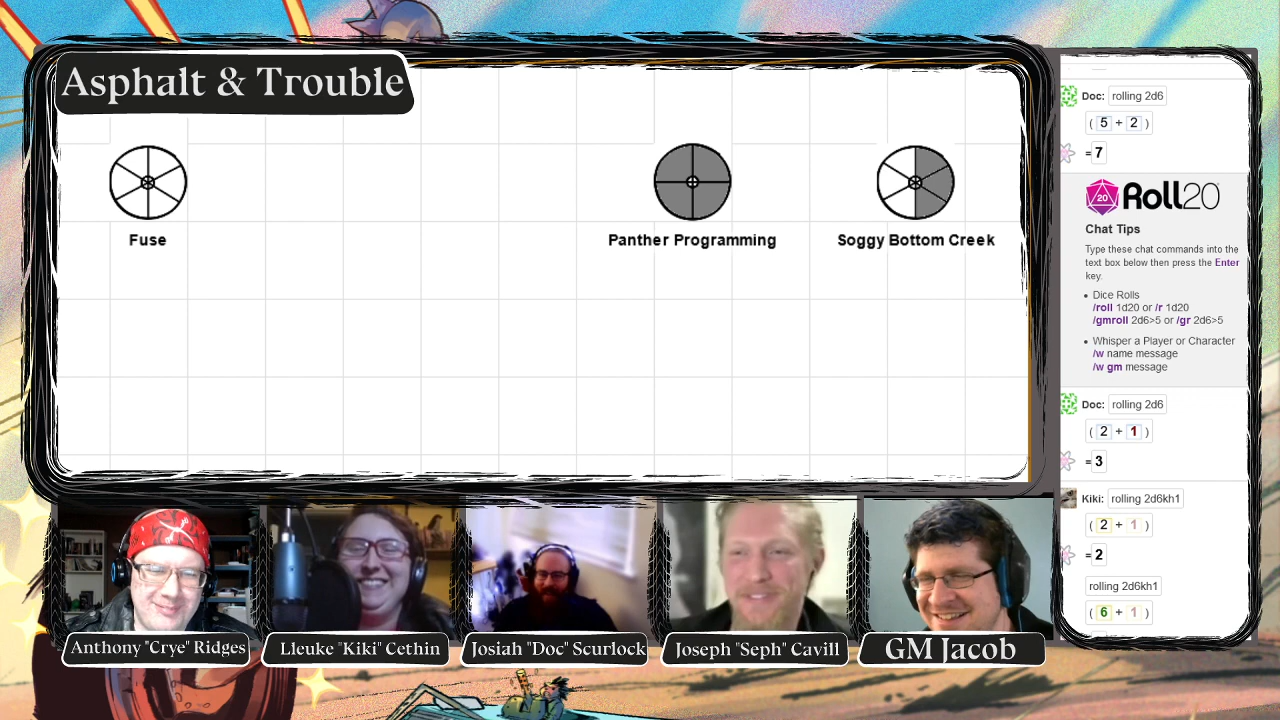 Asphalt & Trouble
Fuse
Panther Programming
Soggy Bottom Creek
Doc: rolling 2d6
( 5 + 2 )
= 7
20
Roll20
Chat Tips
Type these chat commands into the
text box below then press the Enter
key.
• Dice Rolls
/roll 1d20 or /r 1d20
/gmroll 2d6>5 or /gr 2d6>5
• Whisper a Player or Character
/w name message
/w gm message
Doc: rolling 2d6
( 2 + 1 )
= 3
Kiki: rolling 2d6kh1
( 2 + 1 )
= 2
rolling 2d6kh1
( 6 + 1 )
Anthony "Crye" Ridges
Lleuke "Kiki" Cethin
Josiah "Doc" Scurlock
Joseph "Seph" Cavill
GM Jacob